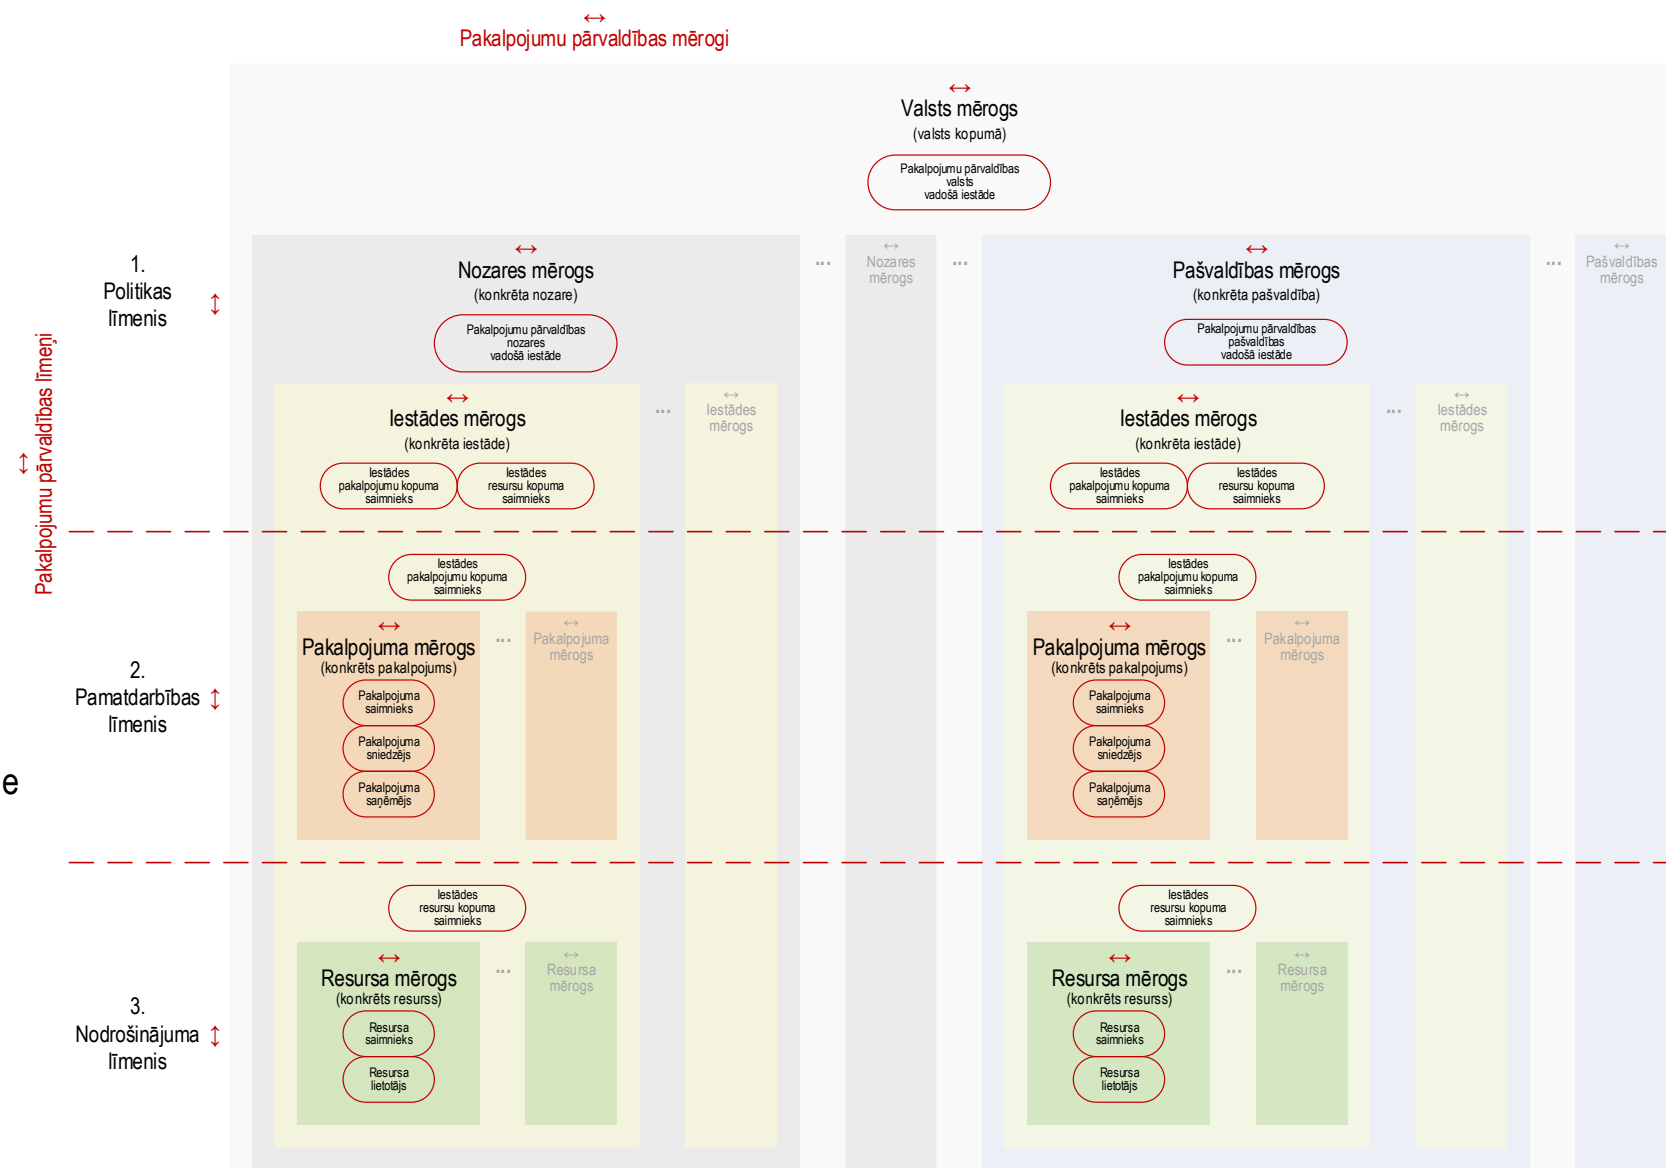 ↔
Pakalpojumu pārvaldības mērogi
↔
Valsts mērogs
(valsts kopumā)
Pakalpojumu pārvaldības
valsts
vadošā iestāde
↔
Pakalpojumu pārvaldības līmeņi
1.
Politikas
līmenis
↕
↔
Nozares mērogs
(konkrēta nozare)
Pakalpojumu pārvaldības
nozares
vadošā iestāde
...
↔
Nozares
mērogs
...
↔
Pašvaldības mērogs
(konkrēta pašvaldība)
Pakalpojumu pārvaldības
pašvaldības
vadošā iestāde
...
↔
Pašvaldības
mērogs
↔
Iestādes mērogs
(konkrēta iestāde)
Iestādes
pakalpojumu kopuma
saimnieks
Iestādes
resursu kopuma
saimnieks
...
↔
Iestādes
mērogs
↔
Iestādes mērogs
(konkrēta iestāde)
Iestādes
pakalpojumu kopuma
saimnieks
Iestādes
resursu kopuma
saimnieks
...
↔
Iestādes
mērogs
2.
Pamatdarbības
līmenis
↕
e
Iestādes
pakalpojumu kopuma
saimnieks
↔
Pakalpojuma mērogs
(konkrēts pakalpojums)
Pakalpojuma
saimnieks
Pakalpojuma
sniedzējs
Pakalpojuma
saņēmējs
...
↔
Pakalpojuma
mērogs
Iestādes
pakalpojumu kopuma
saimnieks
↔
Pakalpojuma mērogs
(konkrēts pakalpojums)
Pakalpojuma
saimnieks
Pakalpojuma
sniedzējs
Pakalpojuma
saņēmējs
...
↔
Pakalpojuma
mērogs
3.
Nodrošinājuma
līmenis
↕
Iestādes
resursu kopuma
saimnieks
↔
Resursa mērogs
(konkrēts resurss)
Resursa
saimnieks
Resursa
lietotājs
...
↔
Resursa
mērogs
Iestādes
resursu kopuma
saimnieks
↔
Resursa mērogs
(konkrēts resurss)
Resursa
saimnieks
Resursa
lietotājs
...
↔
Resursa
mērogs